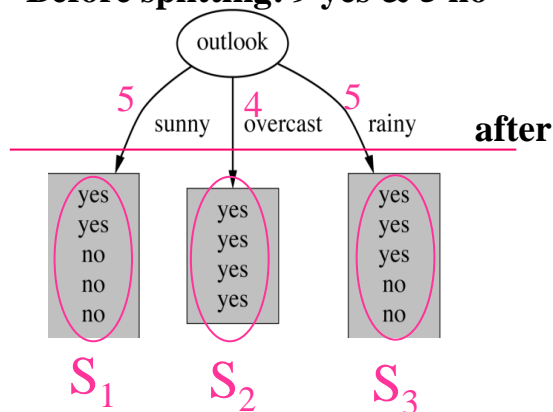 Before splitting: 9 yes & 5 no
outlook
5 4 5
sunny overcast rainy
after
yes
yes
no
no
no
yes
yes
yes
yes
yes
yes
yes
no
no
S1 S2 S3